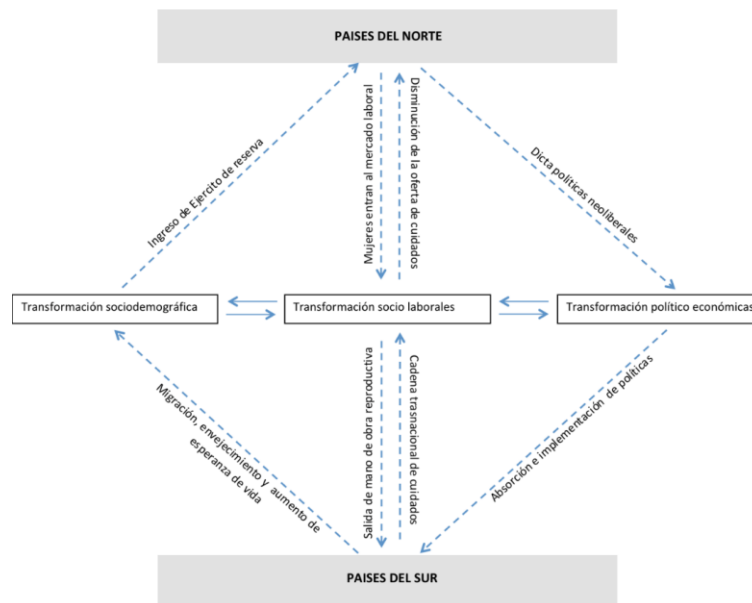 PAISES DEL NORTE
Ingreso de Ejercito de reserva
Mujeres entran al mercado laboral
Disminución de la oferta de cuidados
Dicta políticas neoliberales
Transformación sociodemográfica
Transformación socio laborales
Transformación político económicas
Migración, envejecimiento y aumento de
esperanza de vida
Salida de mano de obra reproductiva
Cadena trasnacional de cuidados
Absorción e implementación de políticas
PAISES DEL SUR